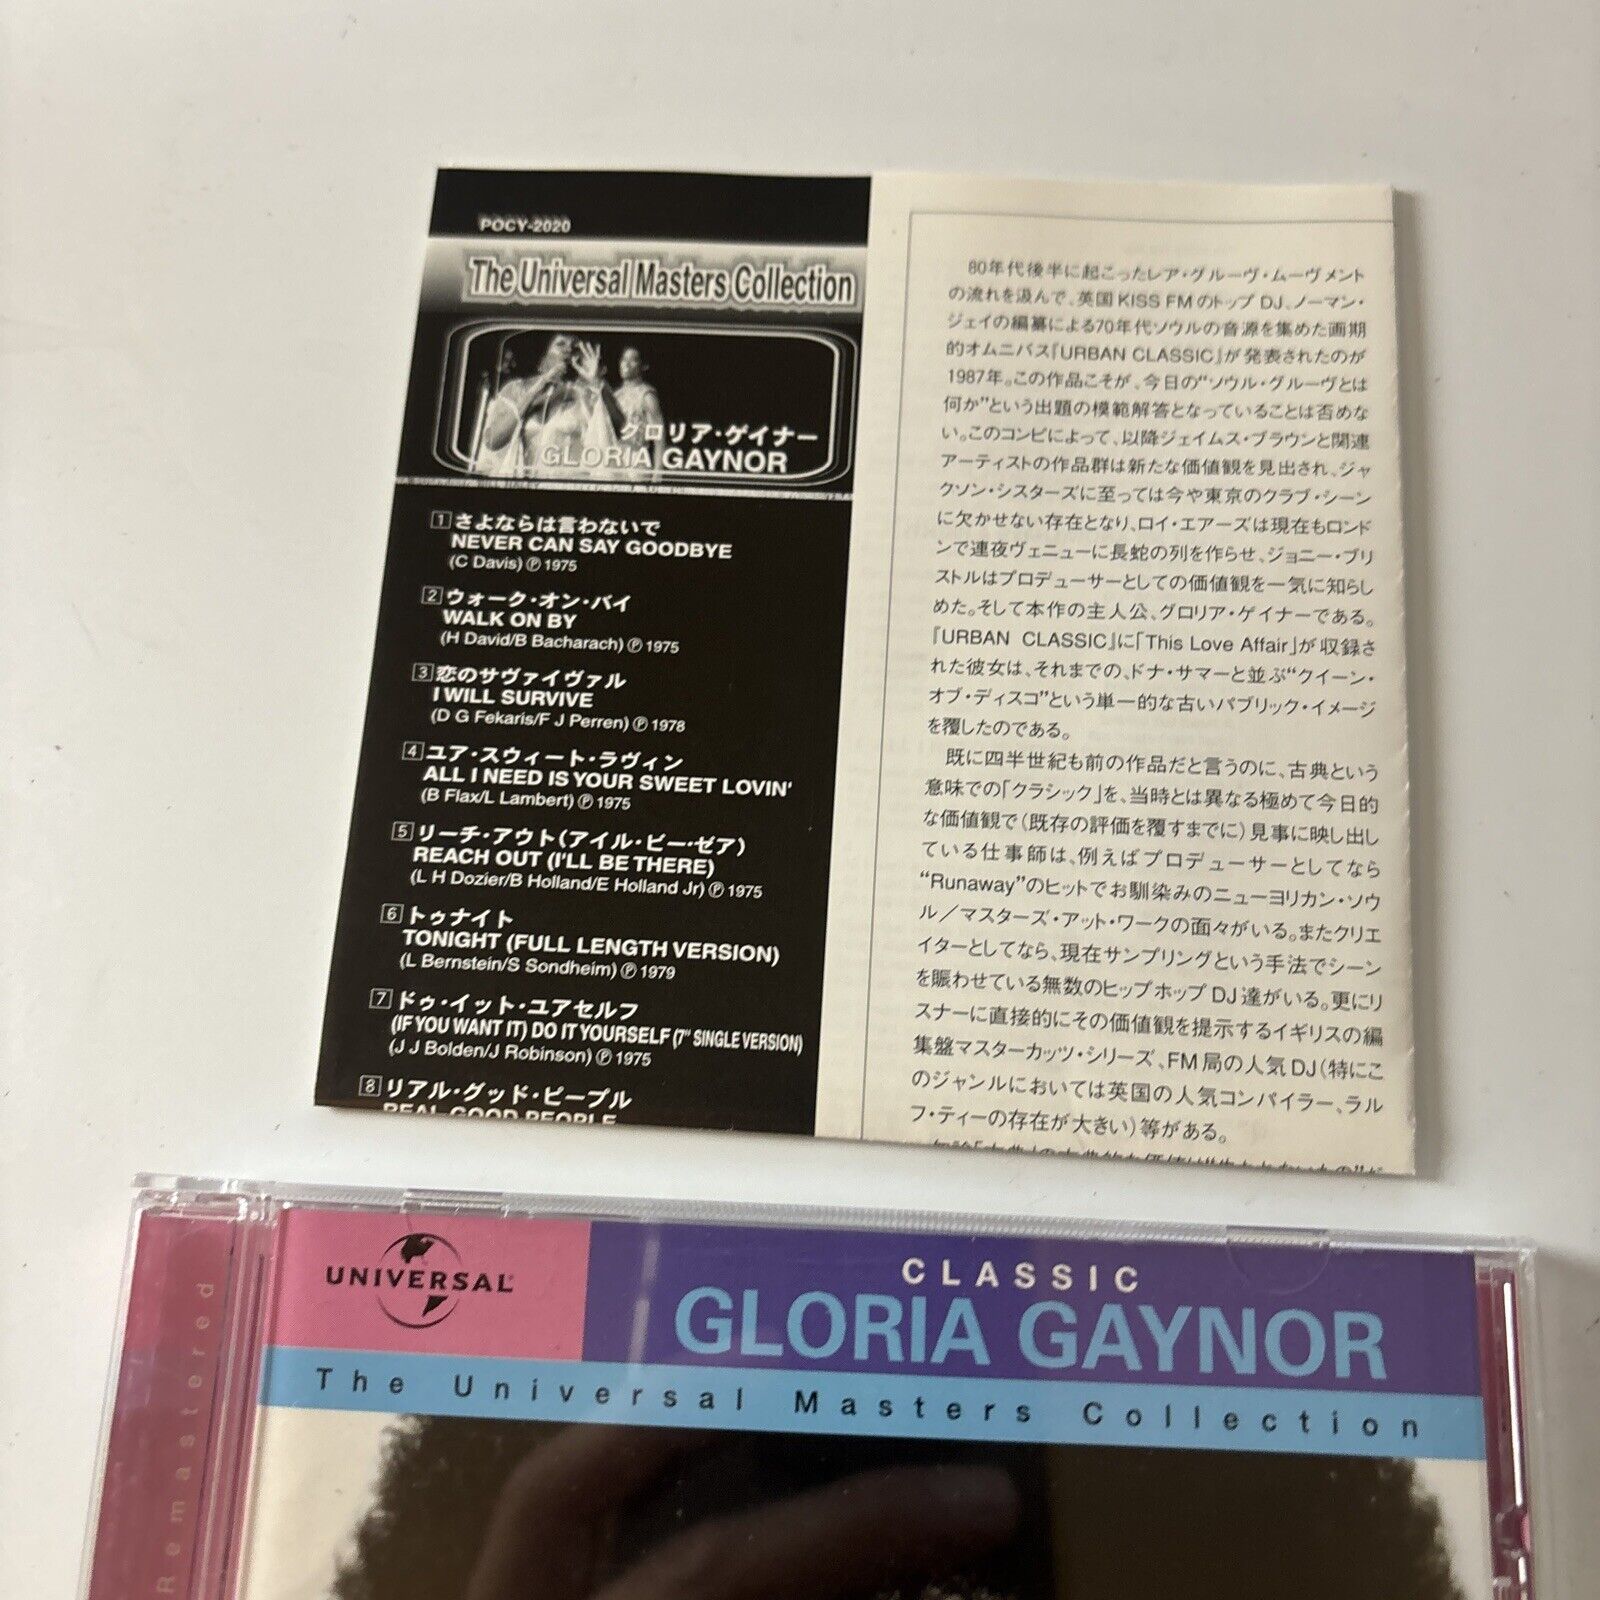 POCY-2020
The Universal Masters Collection
グロリア・ゲイナー
GLORIA GAYNOR
1 さよならは言わないで
NEVER CAN SAY GOODBYE
(C Davis) Ⓟ 1975
2 ウォーク・オン・バイ
WALK ON BY
(H David/B Bacharach) Ⓟ 1975
3 恋のサヴァイヴァル
I WILL SURVIVE
(D G Fekaris/F J Perren) Ⓟ 1978
4 ユア・スウィート・ラヴィン
ALL I NEED IS YOUR SWEET LOVIN'
(B Flax/L Lambert) Ⓟ 1975
5 リーチ・アウト(アイル・ビー・ゼア)
REACH OUT (I'LL BE THERE)
(L H Dozier/B Holland/E Holland Jr) Ⓟ 1975
6 トゥナイト
TONIGHT (FULL LENGTH VERSION)
(L Bernstein/S Sondheim) Ⓟ 1979
7 ドゥ・イット・ユアセルフ
(IF YOU WANT IT) DO IT YOURSELF (7" SINGLE VERSION)
(J J Bolden/J Robinson) Ⓟ 1975
8 リアル・グッド・ピープル
REAL GOOD PEOPLE
80年代後半に起こったレア・グルーヴ・ムーヴメント
の流れを汲んで、英国KISS FMのトップDJ、ノーマン・
ジェイの編纂による70年代ソウルの音源を集めた画期
的オムニバス『URBAN CLASSIC』が発表されたのが
1987年。この作品こそが、今日の"ソウル・グルーヴとは
何か"という出題の模範解答となっていることは否めな
い。このコンピによって、以降ジェイムス・ブラウンと関連
アーティストの作品群は新たな価値観を見出され、ジャ
クソン・シスターズに至っては今や東京のクラブ・シーン
に欠かせない存在となり、ロイ・エアーズは現在もロンド
ンで連夜ヴェニューに長蛇の列を作らせ、ジョニー・ブリ
ストルはプロデューサーとしての価値観を一気に知らし
めた。そして本作の主人公、グロリア・ゲイナーである。
『URBAN CLASSIC』に「This Love Affair」が収録さ
れた彼女は、それまでの、ドナ・サマーと並ぶ"クイーン・
オブ・ディスコ"という単一的な古いパブリック・イメージ
を覆したのである。
既に四半世紀も前の作品だと言うのに、古典という
意味での「クラシック」を、当時とは異なる極めて今日的
な価値観で(既存の評価を覆すまでに)見事に映し出し
ている仕事師は、例えばプロデューサーとしてなら
"Runaway"のヒットでお馴染みのニューヨリカン・ソウ
ル/マスターズ・アット・ワークの面々がいる。またクリエ
イターとしてなら、現在サンプリングという手法でシーン
を賑わせている無数のヒップホップDJ達がいる。更にリ
スナーに直接的にその価値観を提示するイギリスの編
集盤マスターカッツ・シリーズ、FM局の人気DJ(特にこ
のジャンルにおいては英国の人気コンパイラー、ラル
フ・ティーの存在が大きい)等がある。
UNIVERSAL
CLASSIC
GLORIA GAYNOR
The Universal Masters Collection
Remastered